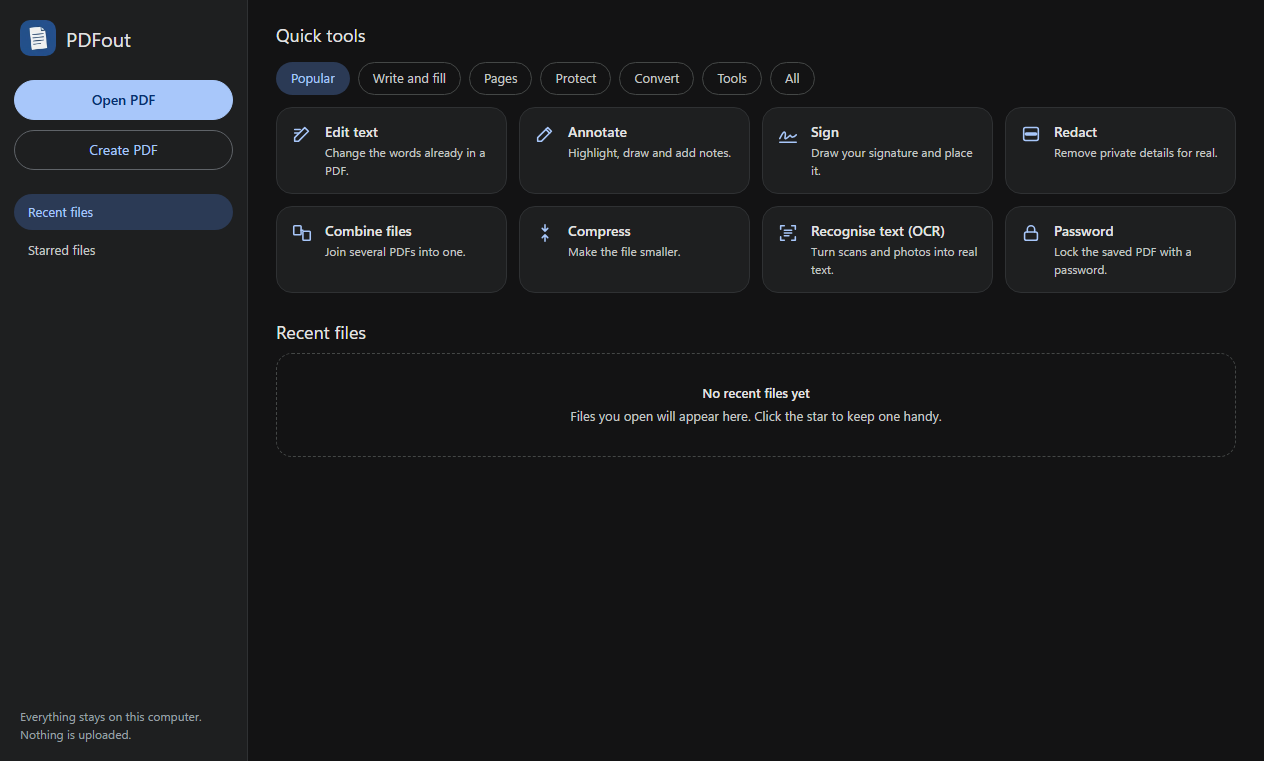 PDFout
Open PDF
Create PDF
Recent files
Starred files
Everything stays on this computer.
Nothing is uploaded.
Quick tools
Popular
Write and fill
Pages
Protect
Convert
Tools
All
Edit text
Change the words already in a
PDF.
Annotate
Highlight, draw and add notes.
Sign
Draw your signature and place
it.
Redact
Remove private details for real.
Combine files
Join several PDFs into one.
Compress
Make the file smaller.
Recognise text (OCR)
Turn scans and photos into real
text.
Password
Lock the saved PDF with a
password.
Recent files
No recent files yet
Files you open will appear here. Click the star to keep one handy.